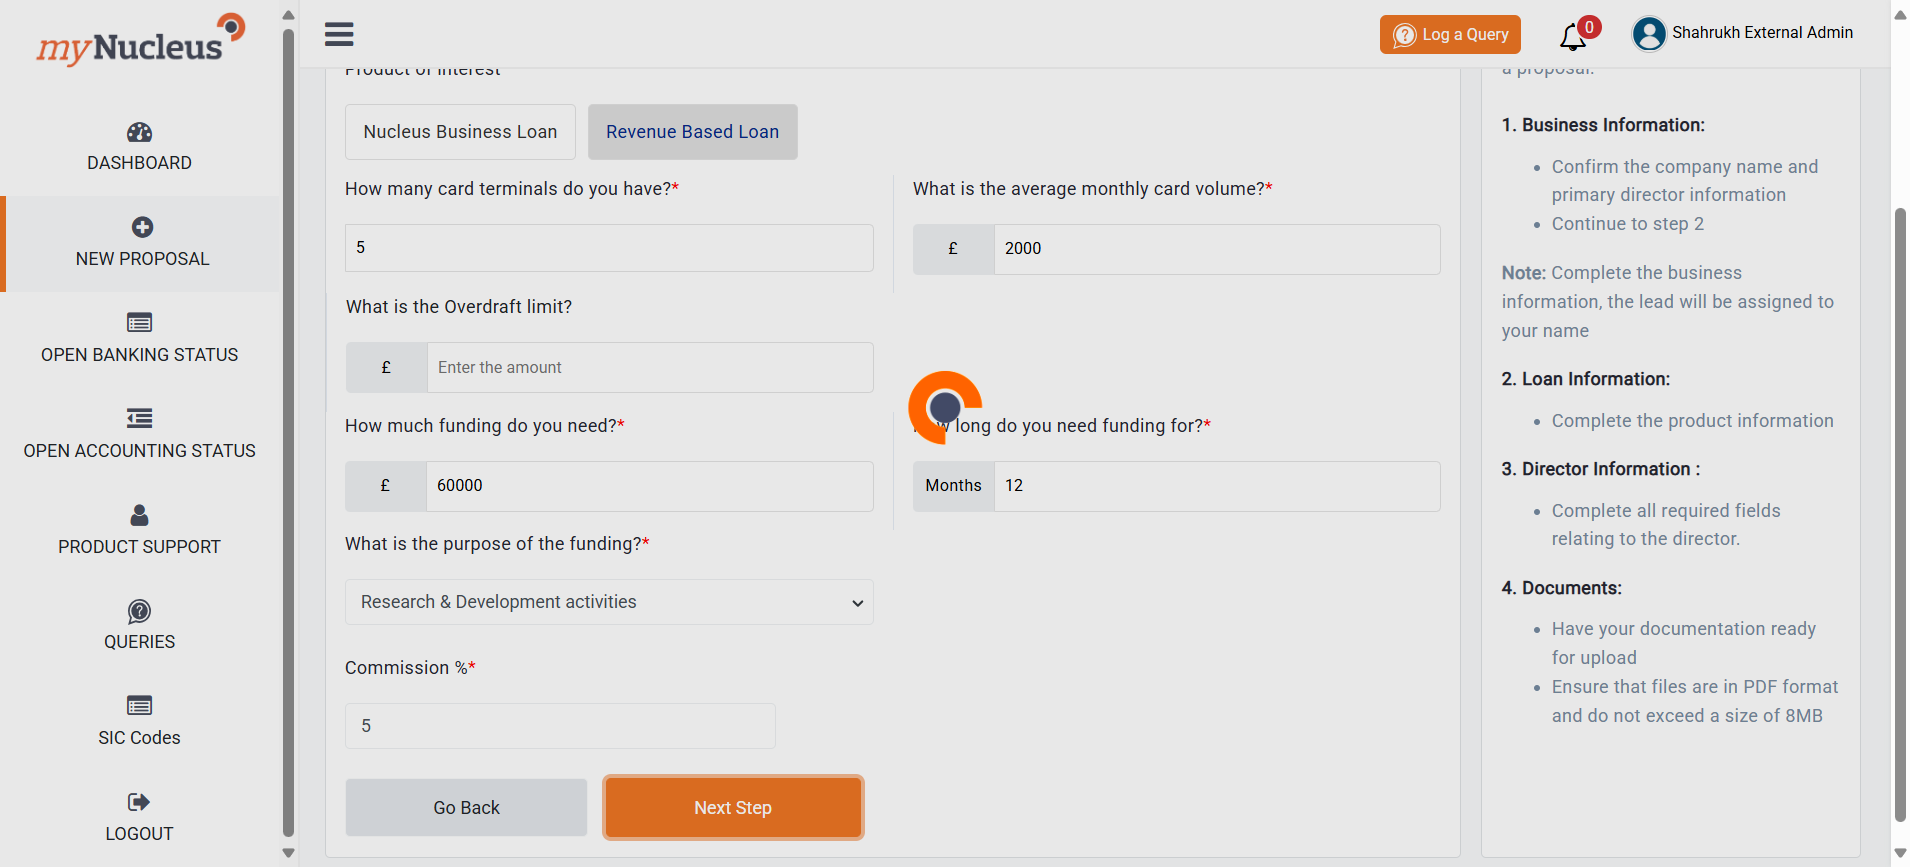 myNucleus
DASHBOARD
NEW PROPOSAL
OPEN BANKING STATUS
OPEN ACCOUNTING STATUS
PRODUCT SUPPORT
QUERIES
SIC Codes
LOGOUT
Log a Query
0
Shahrukh External Admin
Product of Interest
Nucleus Business Loan
Revenue Based Loan
How many card terminals do you have?*
5
What is the average monthly card volume?*
£ 2000
What is the Overdraft limit?
£ Enter the amount
How much funding do you need?*
£ 60000
long do you need funding for?*
Months 12
What is the purpose of the funding?*
Research & Development activities
Commission %*
5
Go Back
Next Step
a proposal.
1. Business Information:
Confirm the company name and
primary director information
Continue to step 2
Note: Complete the business
information, the lead will be assigned to
your name
2. Loan Information:
Complete the product information
3. Director Information :
Complete all required fields
relating to the director.
4. Documents:
Have your documentation ready
for upload
Ensure that files are in PDF format
and do not exceed a size of 8MB